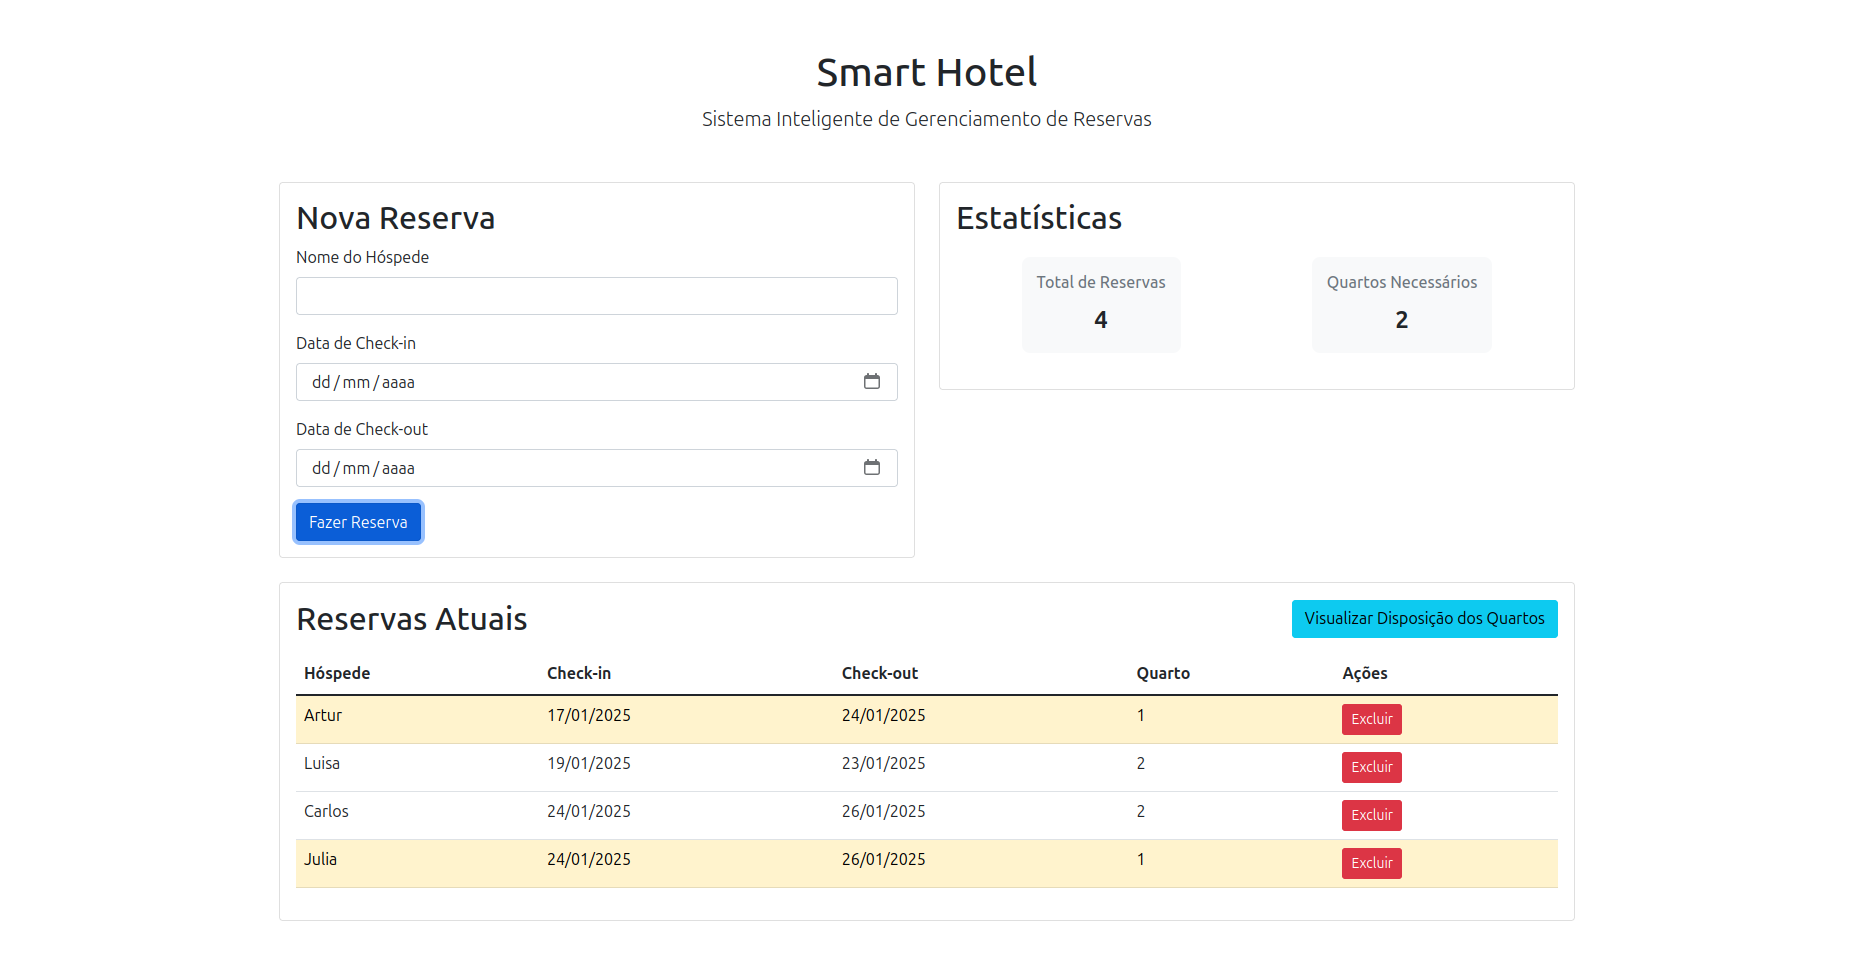 Smart Hotel
Sistema Inteligente de Gerenciamento de Reservas
Nova Reserva
Nome do Hóspede
Data de Check-in
dd/mm/aaaa
Data de Check-out
dd/mm/aaaa
Fazer Reserva
Estatísticas
Total de Reservas
4
Quartos Necessários
2
Reservas Atuais
Visualizar Disposição dos Quartos
Hóspede Check-in Check-out Quarto Ações
Artur 17/01/2025 24/01/2025 1 Excluir
Luisa 19/01/2025 23/01/2025 2 Excluir
Carlos 24/01/2025 26/01/2025 2 Excluir
Julia 24/01/2025 26/01/2025 1 Excluir